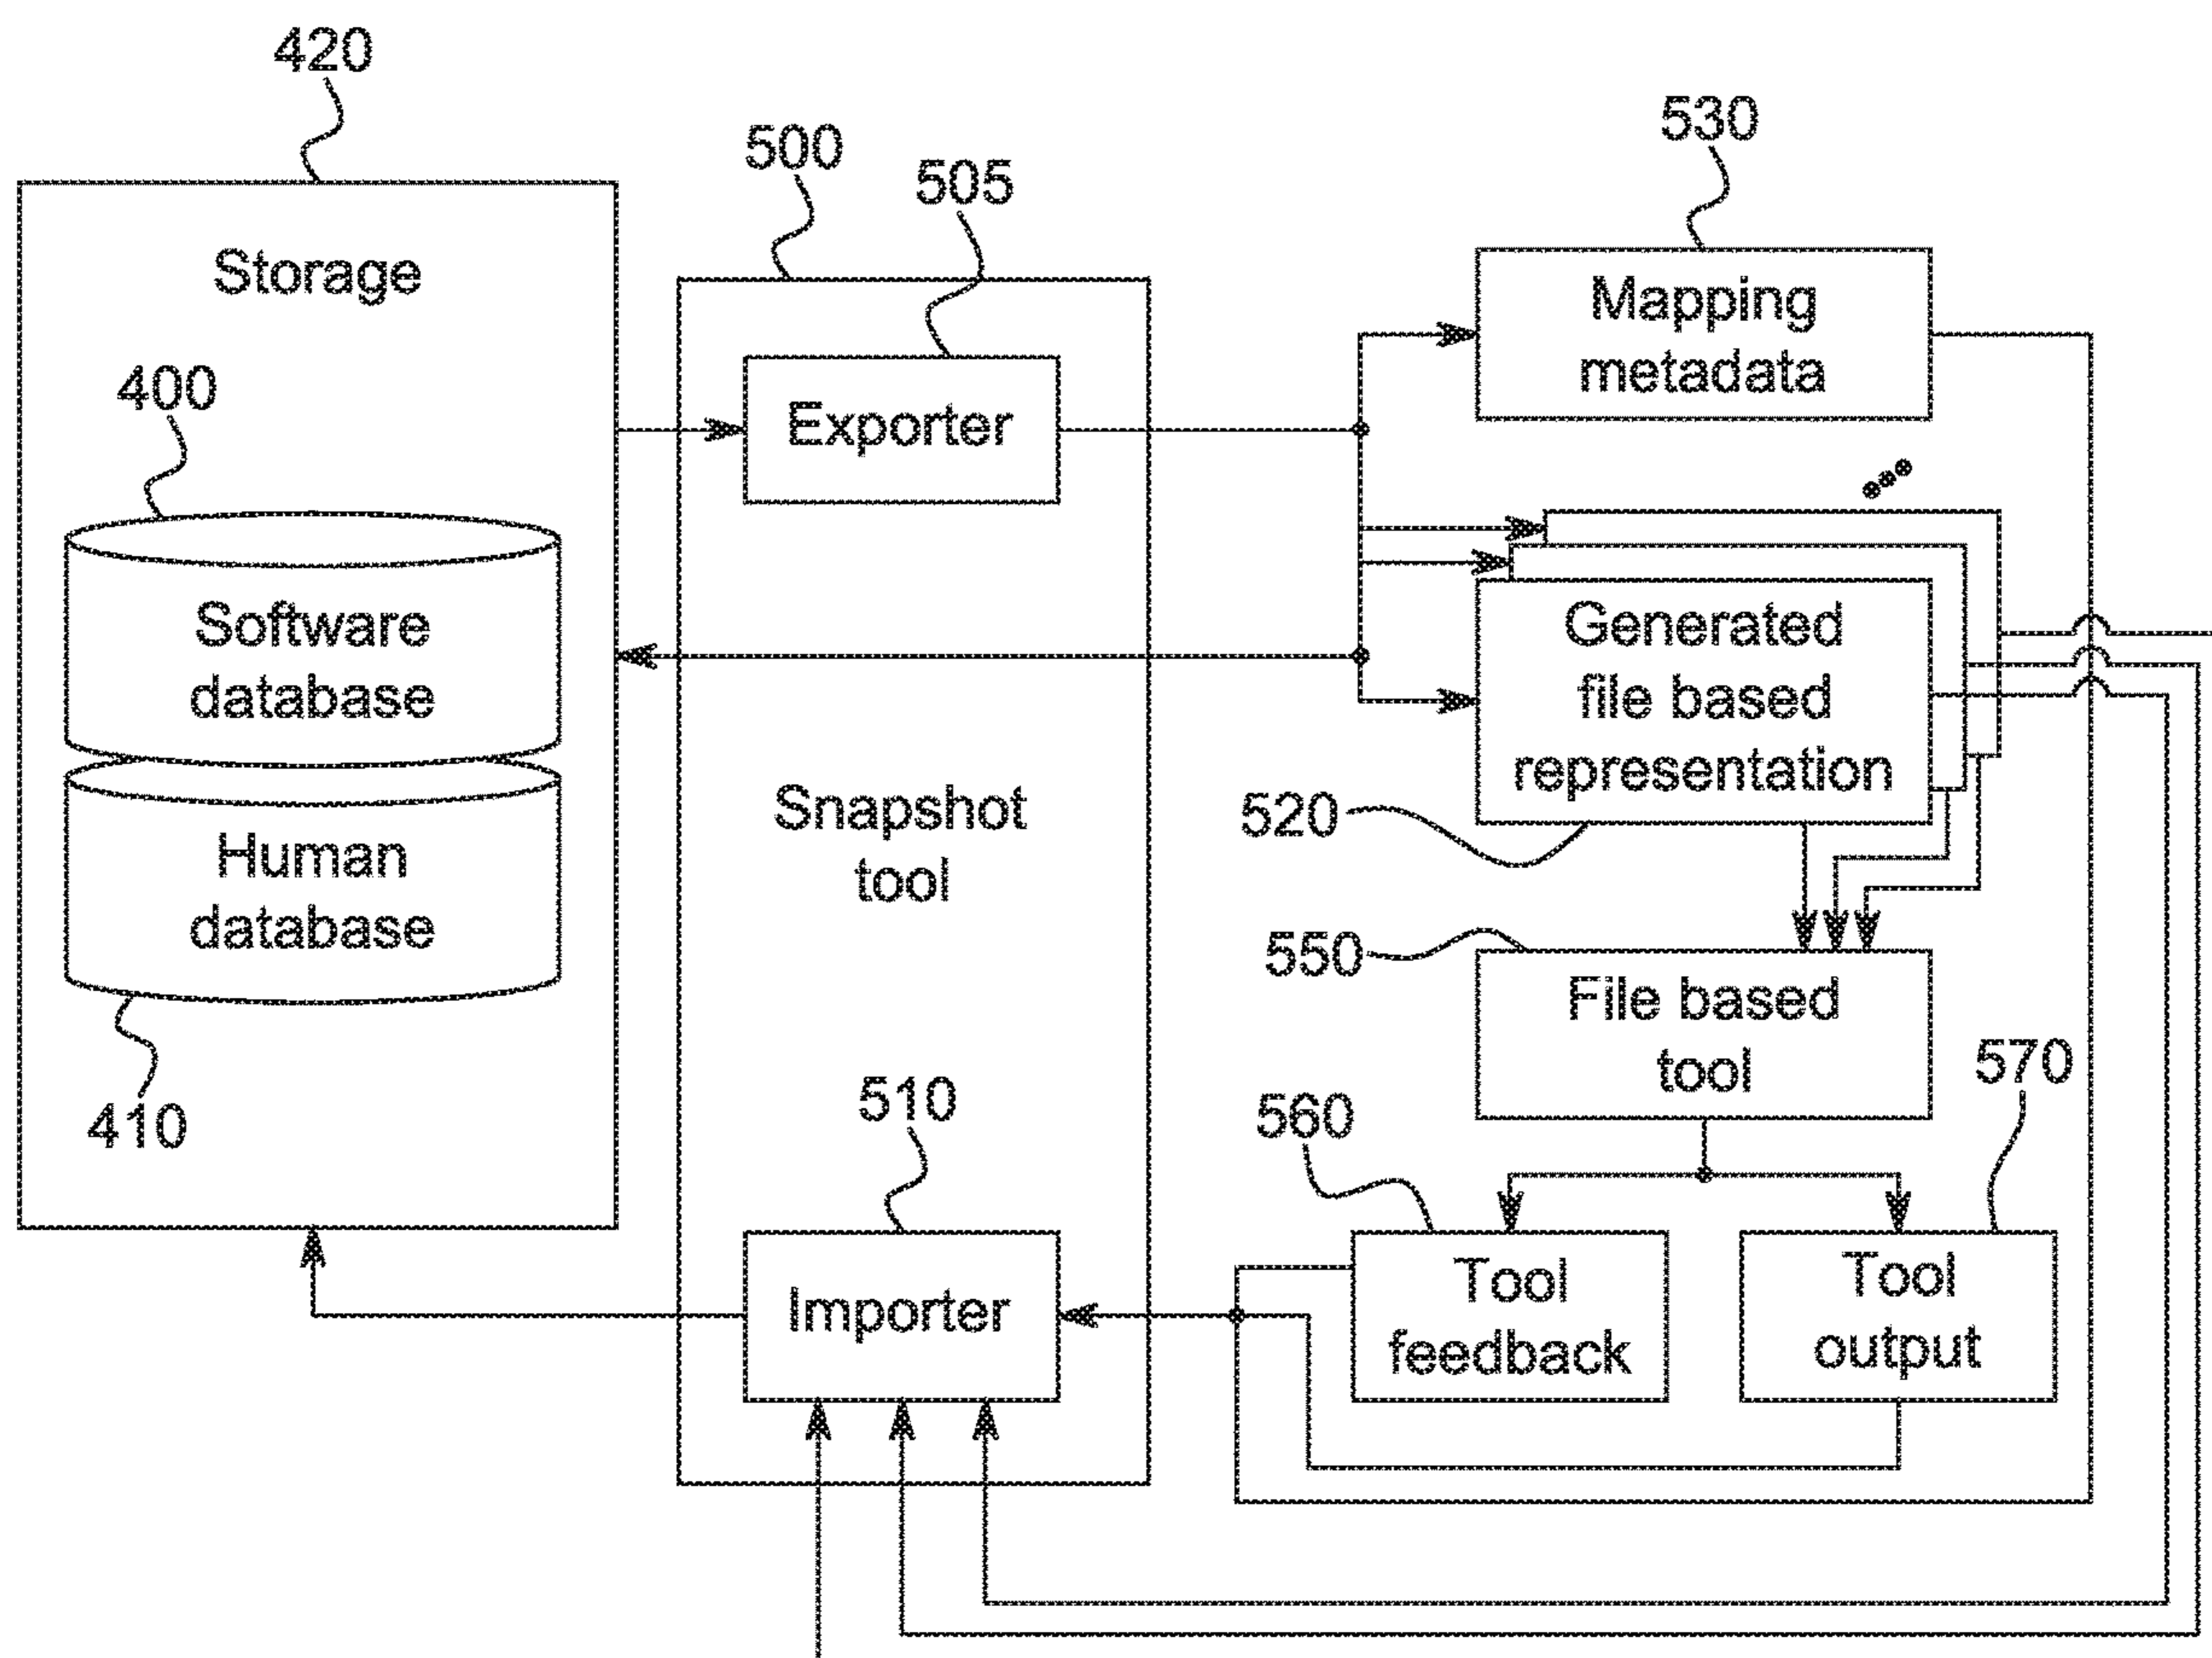 420
Storage
400
Software
database
Human
database
410
500
505
Exporter
Snapshot
tool
510
Importer
530
Mapping
metadata
Generated
file based
representation
520
550
File based
tool
560
570
Tool
feedback
Tool
output